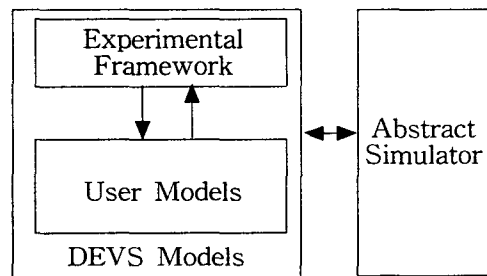 Experimental
Framework
User Models
DEVS Models
Abstract
Simulator